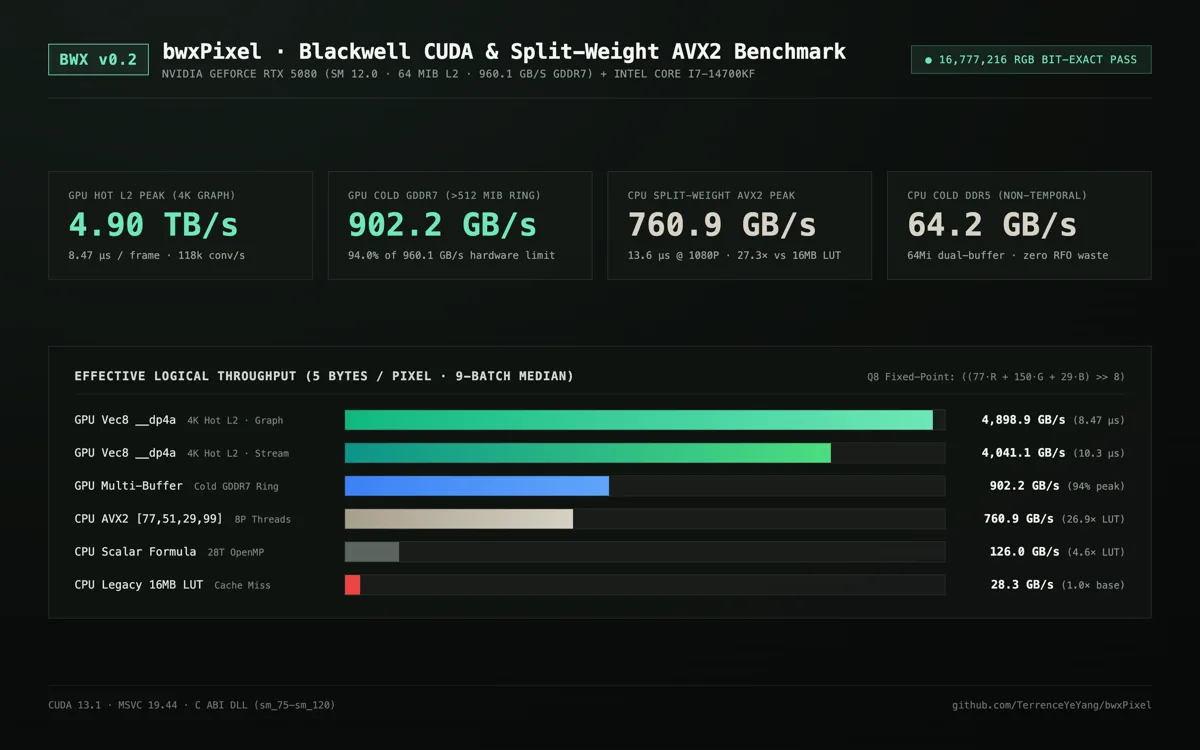 BWX v0.2
bwxPixel · Blackwell CUDA & Split-Weight AVX2 Benchmark
NVIDIA GEFORCE RTX 5080 (SM 12.0 · 64 MIB L2 · 960.1 GB/S GDDR7) + INTEL CORE I7-14700KF
● 16,777,216 RGB BIT-EXACT PASS
GPU HOT L2 PEAK (4K GRAPH)
4.90 TB/s
8.47 µs / frame · 118k conv/s
GPU COLD GDDR7 (>512 MIB RING)
902.2 GB/s
94.0% of 960.1 GB/s hardware limit
CPU SPLIT-WEIGHT AVX2 PEAK
760.9 GB/s
13.6 µs @ 1080P · 27.3× vs 16MB LUT
CPU COLD DDR5 (NON-TEMPORAL)
64.2 GB/s
64Mi dual-buffer · zero RFO waste
EFFECTIVE LOGICAL THROUGHPUT (5 BYTES / PIXEL · 9-BATCH MEDIAN)
Q8 Fixed-Point: ((77·R + 150·G + 29·B) >> 8)
GPU Vec8 __dp4a 4K Hot L2 · Graph 4,898.9 GB/s (8.47 µs)
GPU Vec8 __dp4a 4K Hot L2 · Stream 4,041.1 GB/s (10.3 µs)
GPU Multi-Buffer Cold GDDR7 Ring 902.2 GB/s (94% peak)
CPU AVX2 [77,51,29,99] 8P Threads 760.9 GB/s (26.9× LUT)
CPU Scalar Formula 28T OpenMP 126.0 GB/s (4.6× LUT)
CPU Legacy 16MB LUT Cache Miss 28.3 GB/s (1.0× base)
CUDA 13.1 · MSVC 19.44 · C ABI DLL (sm_75-sm_120)
github.com/TerrenceYeYang/bwxPixel